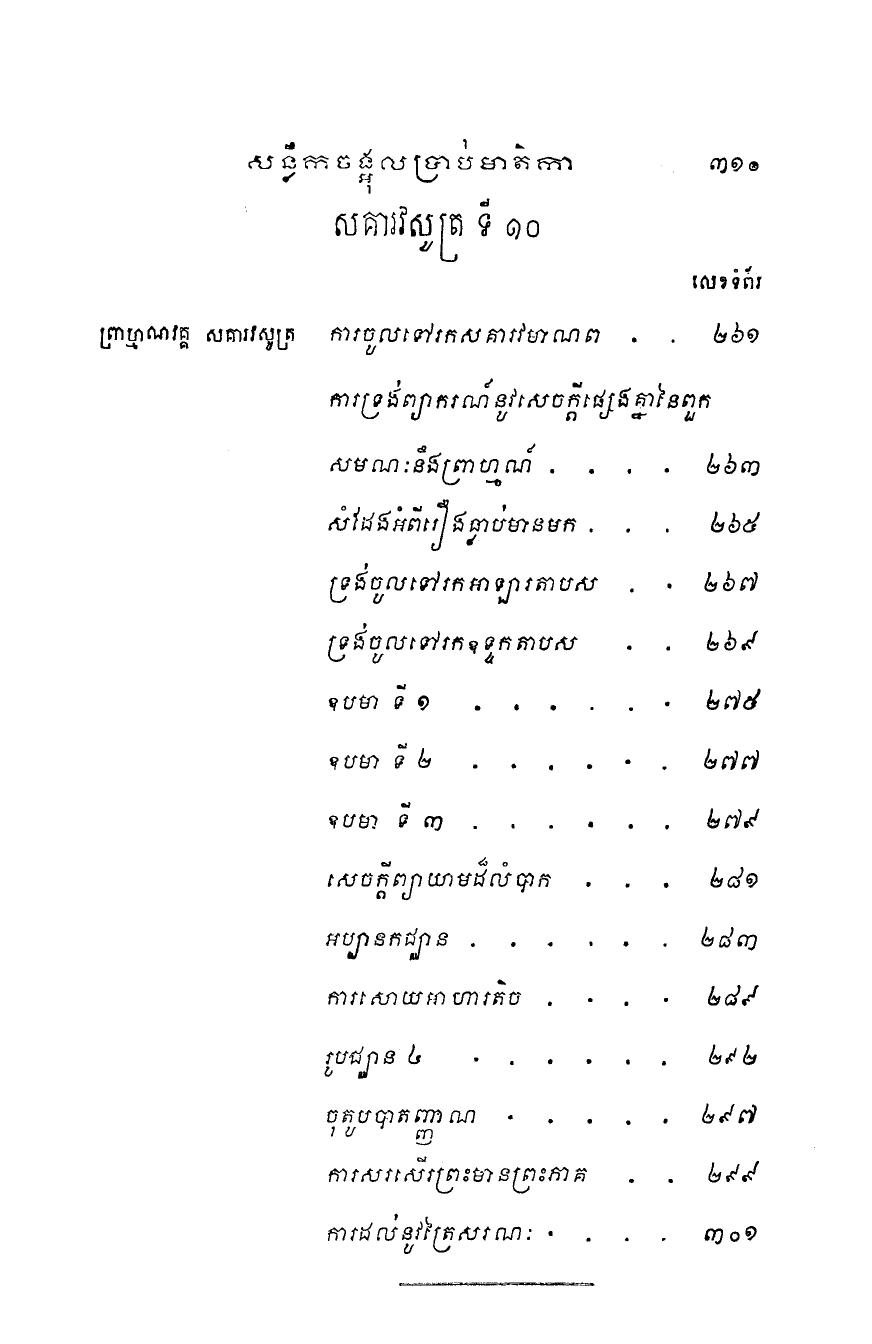 សន្លឹកចង្អុលប្រាប់មាតិកា ៣១១
សគារវសូត្រ ទី ១០
លេខទំព័រ
ព្រាហ្មណវគ្គ សគារវសូត្រ ការចូលទៅរកសគារវមាណព . . ២៦១
ការទ្រង់ព្យាករណ៍នូវសេចក្តីផ្សេងគ្នានៃពួក
សមណៈនឹងព្រាហ្មណ៍ . . . . ២៦៣
សំដែងអំពីរឿងធ្លាប់មានមក . . . ២៦៥
ទ្រង់ចូលទៅរកអាឡារតាបស . . ២៦៧
ទ្រង់ចូលទៅរកឧទ្ទកតាបស . . ២៦៩
ឧបមា ទី ១ . . . . . . ២៧៥
ឧបមា ទី ២ . . . . . . ២៧៧
ឧបមា ទី ៣ . . . . . . ២៧៩
សេចក្តីព្យាយាមដ៏លំបាក . . . ២៨១
អប្បានកជ្ឈាន . . . . . . ២៨៣
ការសោយអាហារតិច . . . . ២៨៩
រូបជ្ឈាន ៤ . . . . . . ២៩២
ចុតូបបាតញ្ញាណ . . . . . ២៩៧
ការសរសើរព្រះមានព្រះភាគ . . ២៩៩
ការដល់នូវត្រៃសរណៈ . . . . ៣០១